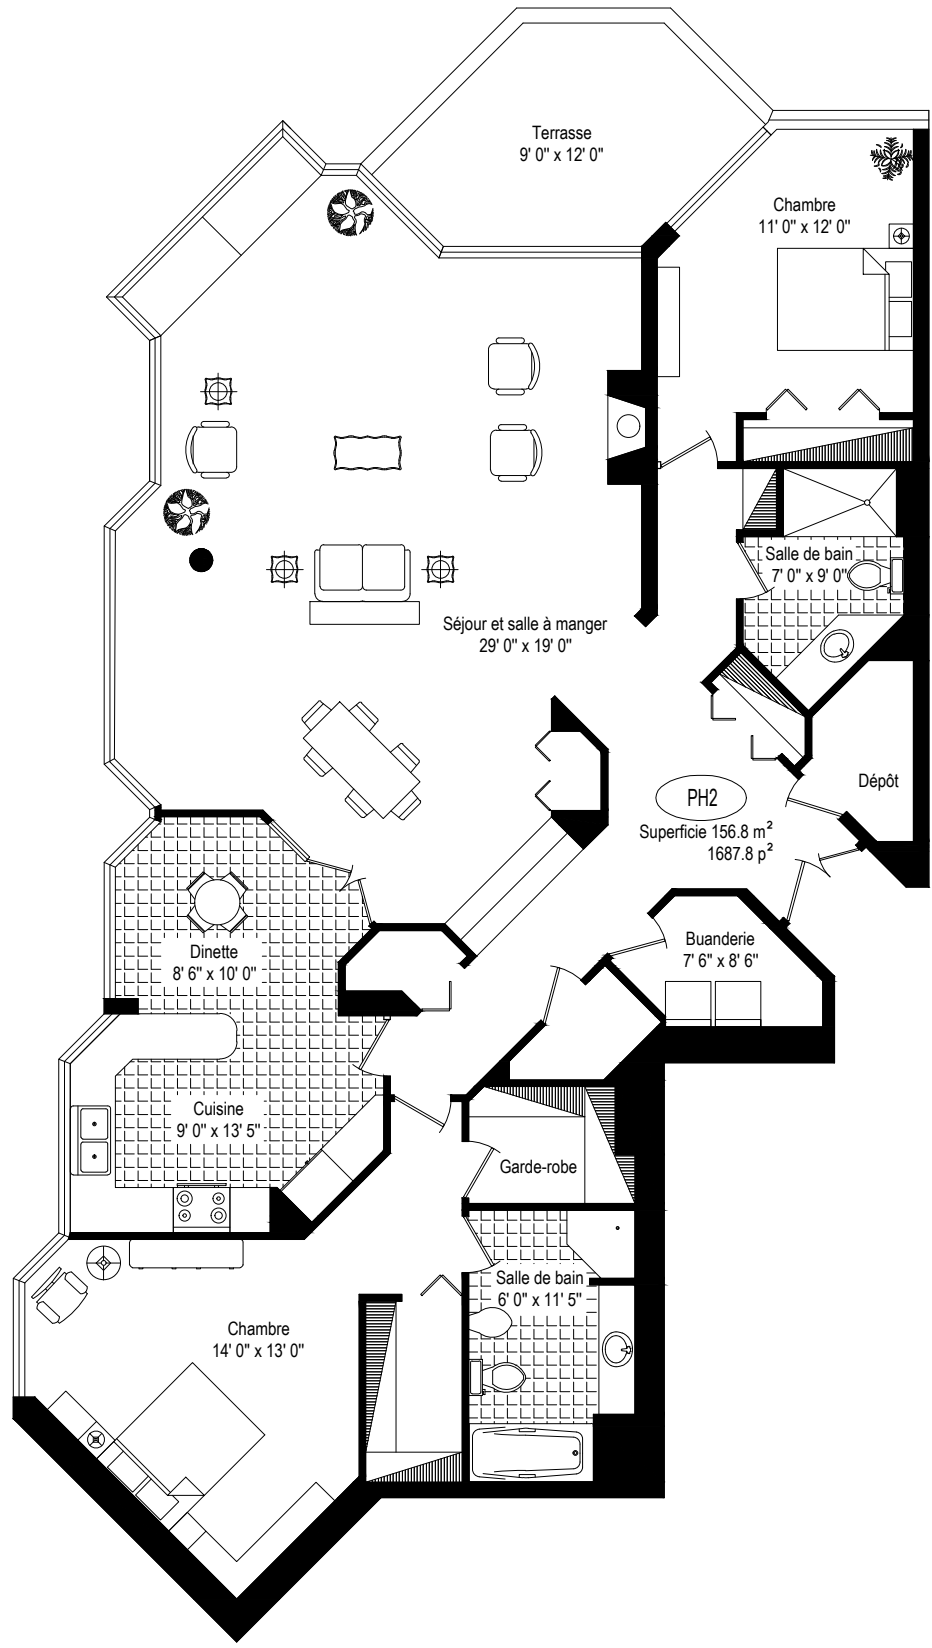 Terrasse
9' 0" x 12' 0"
Chambre
11' 0" x 12' 0"
Salle de bain
7' 0" x 9' 0"
Séjour et salle à manger
29' 0" x 19' 0"
Dépôt
PH2
Superficie 156.8 m²
1687.8 p²
Buanderie
7' 6" x 8' 6"
Dinette
8' 6" x 10' 0"
Cuisine
9' 0" x 13' 5"
Garde-robe
Salle de bain
6' 0" x 11' 5"
Chambre
14' 0" x 13' 0"